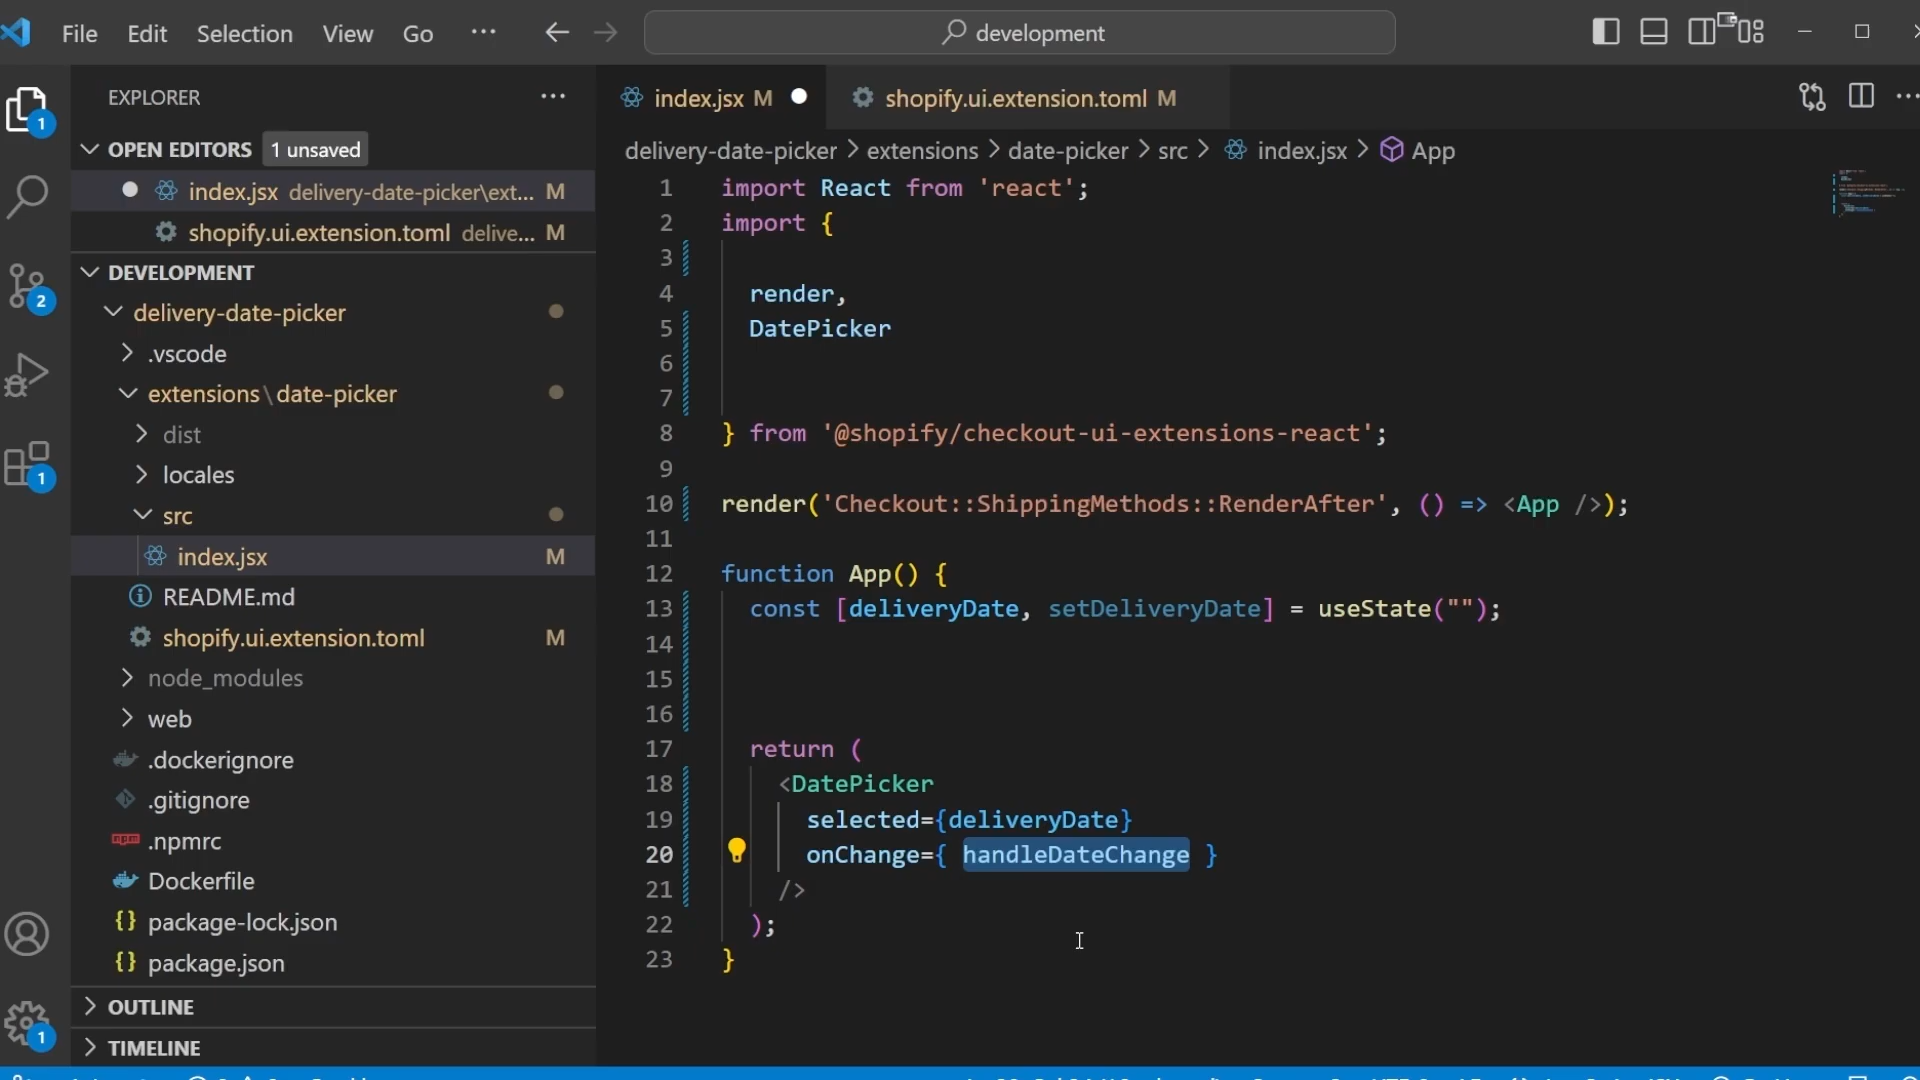 File Edit Selection View Go ···
development
EXPLORER ···
OPEN EDITORS 1 unsaved
index.jsx delivery-date-picker\ext... M
shopify.ui.extension.toml delive... M
DEVELOPMENT
delivery-date-picker
.vscode
extensions\date-picker
dist
locales
src
index.jsx M
README.md
shopify.ui.extension.toml M
node_modules
web
.dockerignore
.gitignore
.npmrc
Dockerfile
package-lock.json
package.json
OUTLINE
TIMELINE
1
2
1
1
index.jsx M
shopify.ui.extension.toml M
delivery-date-picker > extensions > date-picker > src > index.jsx > App
1 import React from 'react';
2 import {
3
4 render,
5 DatePicker
6
7
8 } from '@shopify/checkout-ui-extensions-react';
9
10 render('Checkout::ShippingMethods::RenderAfter', () => <App />);
11
12 function App() {
13 const [deliveryDate, setDeliveryDate] = useState("");
14
15
16
17 return (
18 <DatePicker
19 selected={deliveryDate}
20 onChange={ handleDateChange }
21 />
22 );
23 }